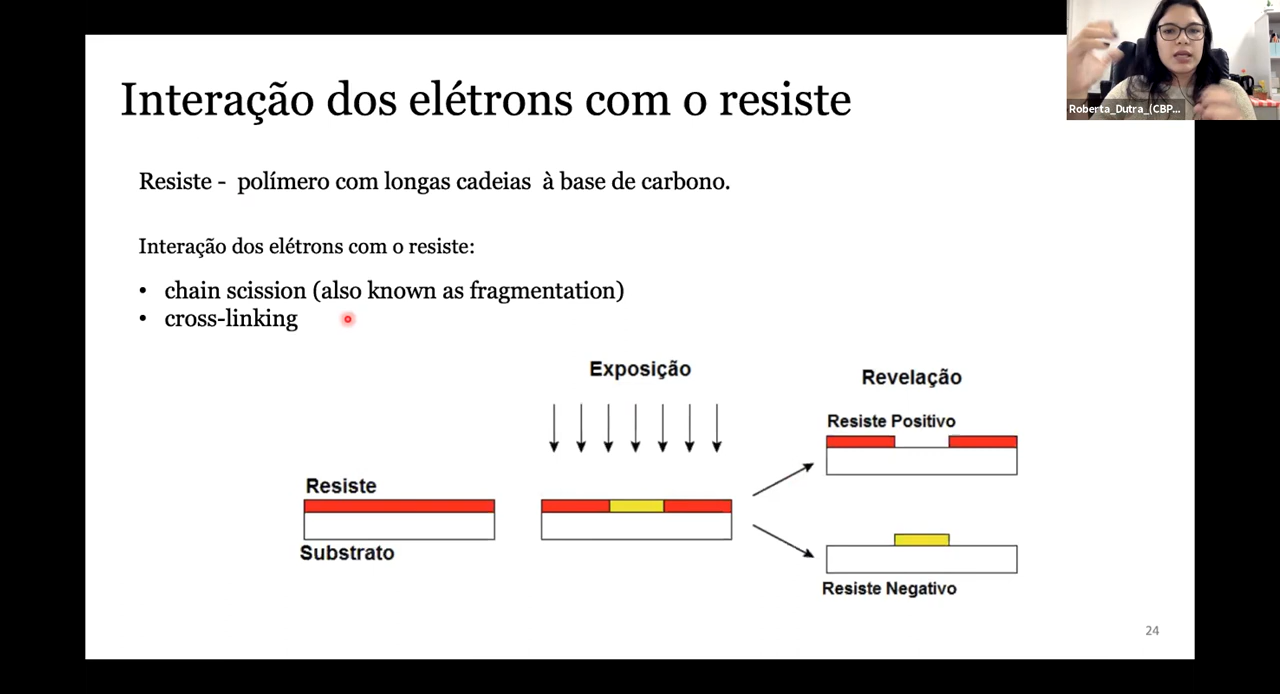 Roberta_Dutra_(CBP...
Interação dos elétrons com o resiste
Resiste - polímero com longas cadeias à base de carbono.
Interação dos elétrons com o resiste:
• chain scission (also known as fragmentation)
• cross-linking
Exposição
Revelação
Resiste Positivo
Resiste
Substrato
Resiste Negativo
24